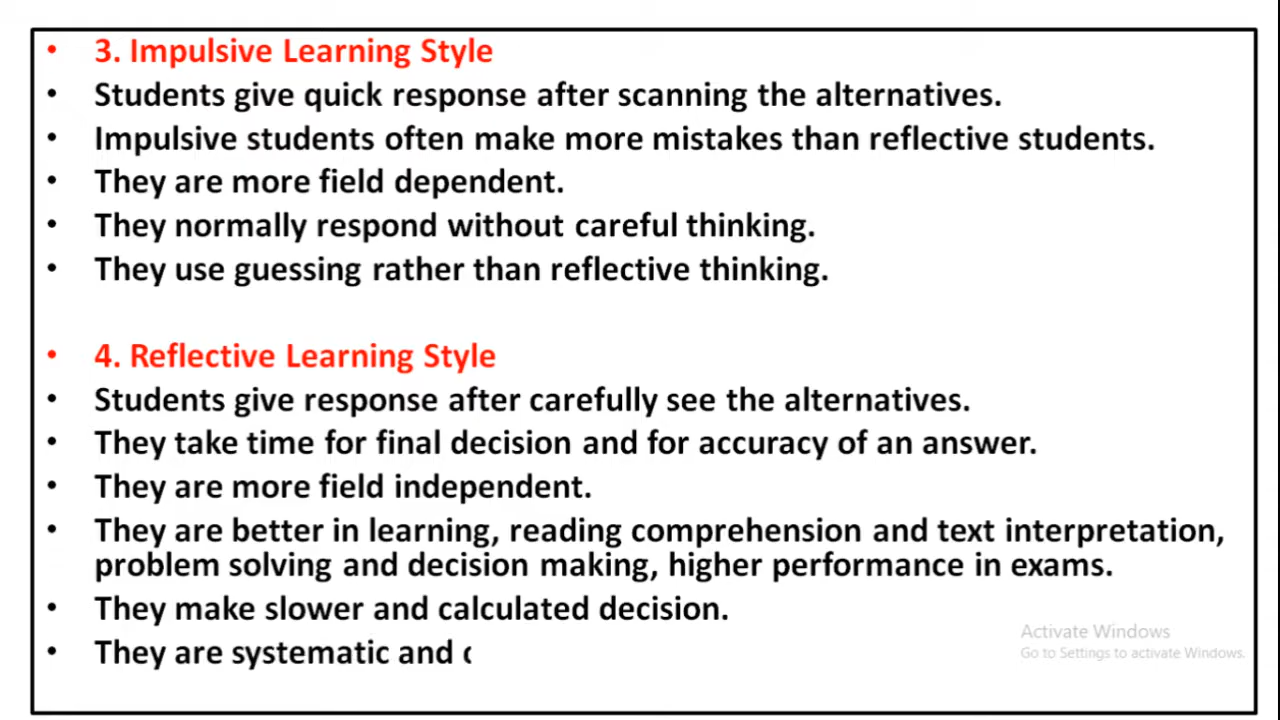 • 3. Impulsive Learning Style
• Students give quick response after scanning the alternatives.
• Impulsive students often make more mistakes than reflective students.
• They are more field dependent.
• They normally respond without careful thinking.
• They use guessing rather than reflective thinking.
• 4. Reflective Learning Style
• Students give response after carefully see the alternatives.
• They take time for final decision and for accuracy of an answer.
• They are more field independent.
• They are better in learning, reading comprehension and text interpretation,
problem solving and decision making, higher performance in exams.
• They make slower and calculated decision.
• They are systematic and
Activate Windows
Go to Settings to activate Windows.